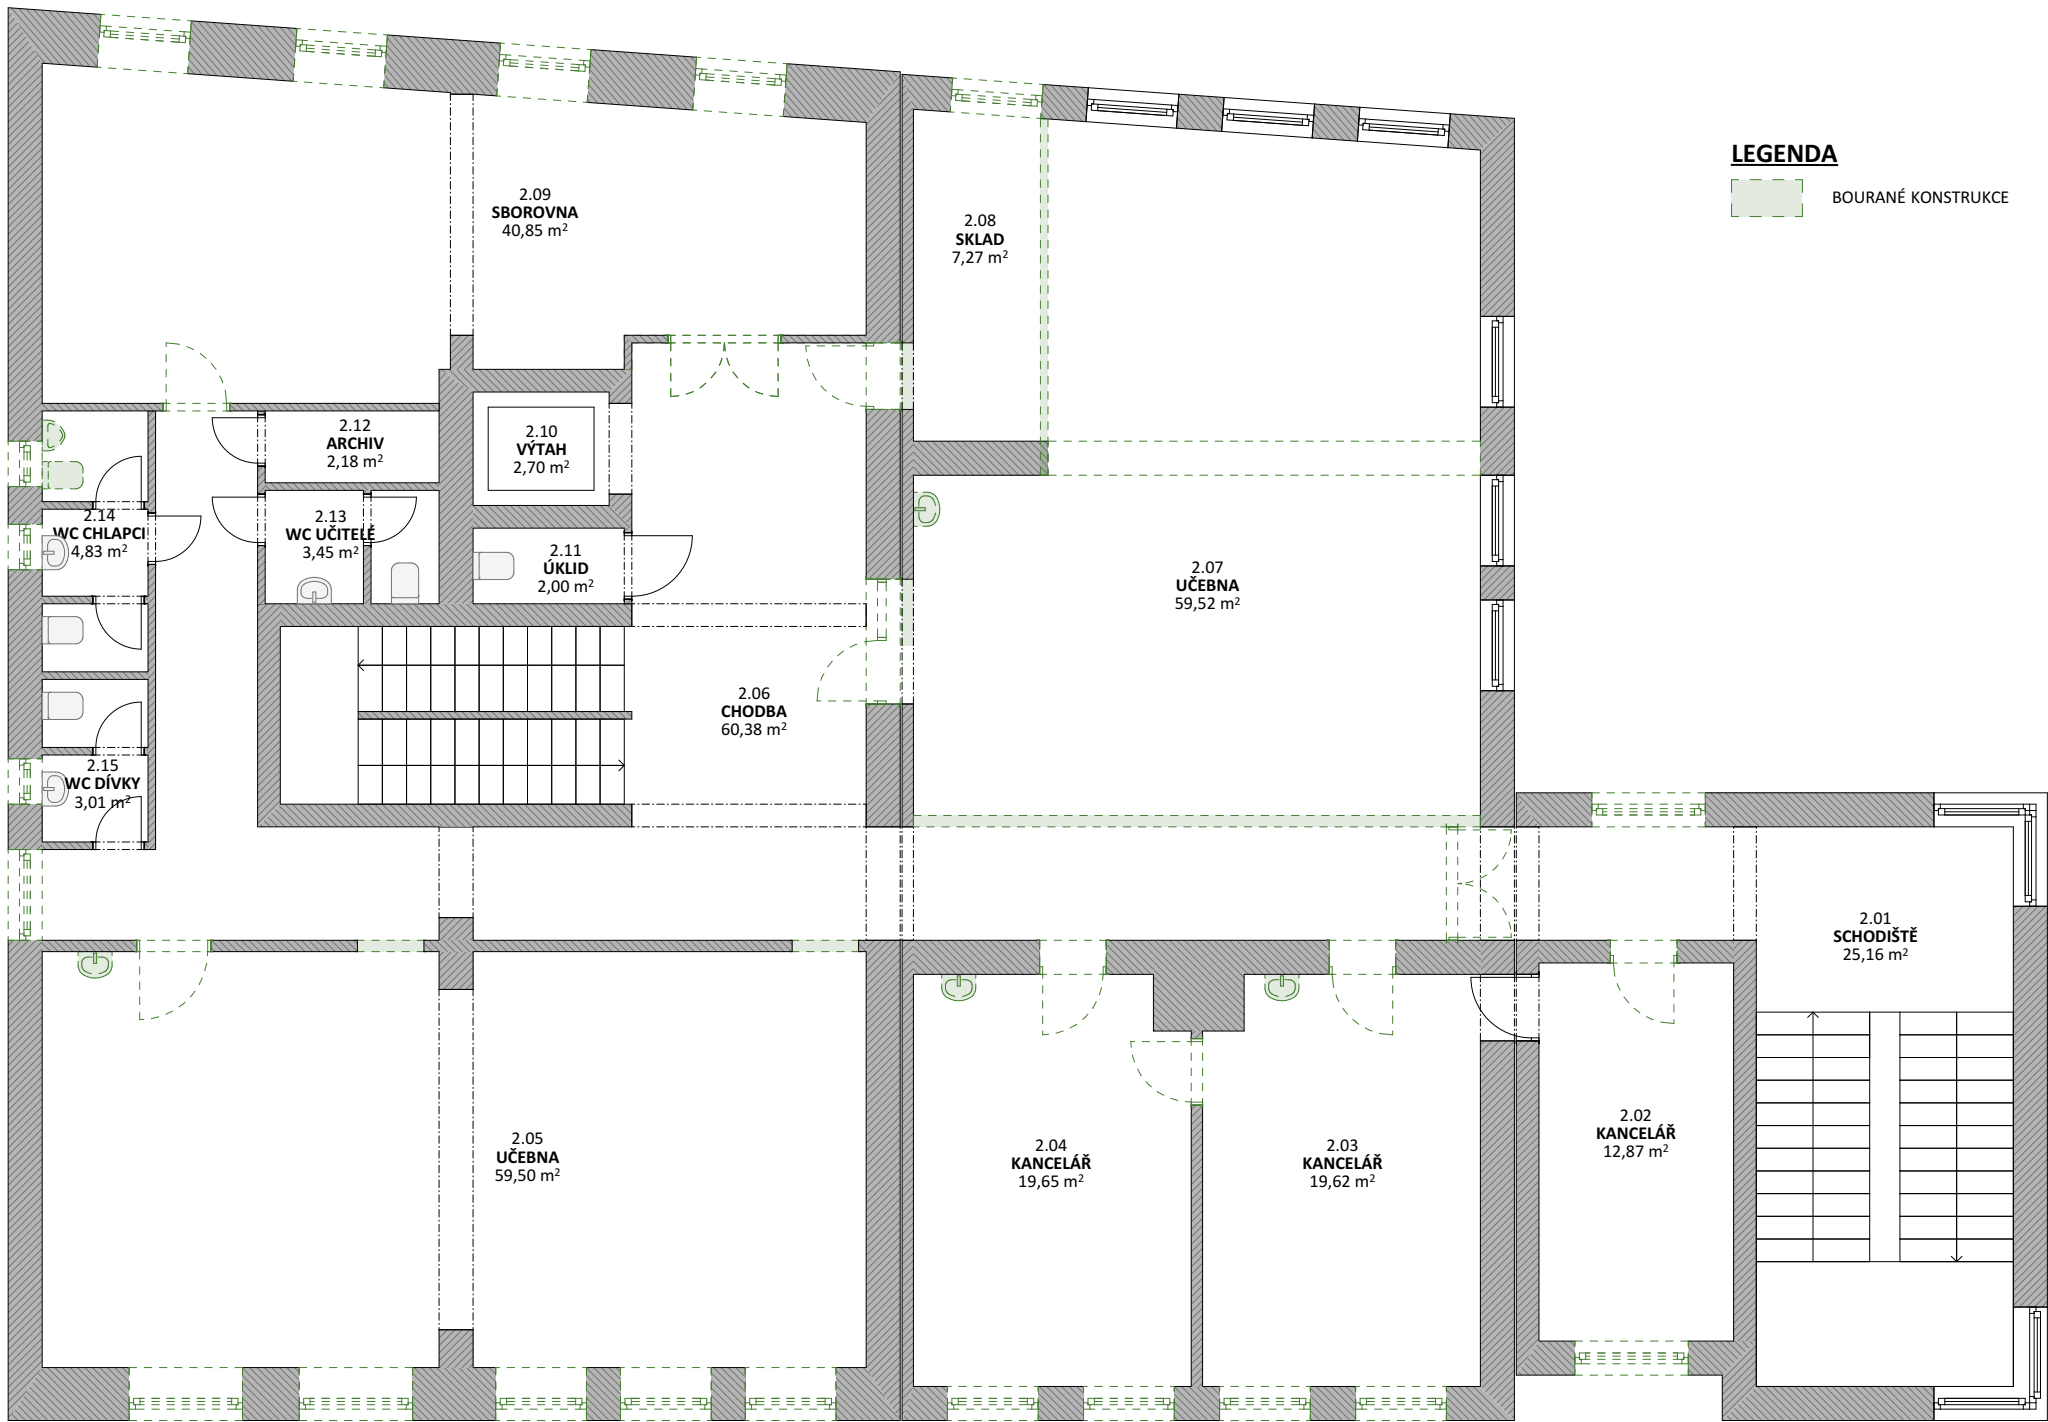 LEGENDA
BOURANÉ KONSTRUKCE
2.09
SBOROVNA
40,85 m²
2.08
SKLAD
7,27 m²
2.12
ARCHIV
2,18 m²
2.10
VÝTAH
2,70 m²
2.14
WC CHLAPCI
4,83 m²
2.13
WC UČITELÉ
3,45 m²
2.11
ÚKLID
2,00 m²
2.07
UČEBNA
59,52 m²
2.06
CHODBA
60,38 m²
2.15
WC DÍVKY
3,01 m²
2.01
SCHODIŠTĚ
25,16 m²
2.05
UČEBNA
59,50 m²
2.04
KANCELÁŘ
19,65 m²
2.03
KANCELÁŘ
19,62 m²
2.02
KANCELÁŘ
12,87 m²